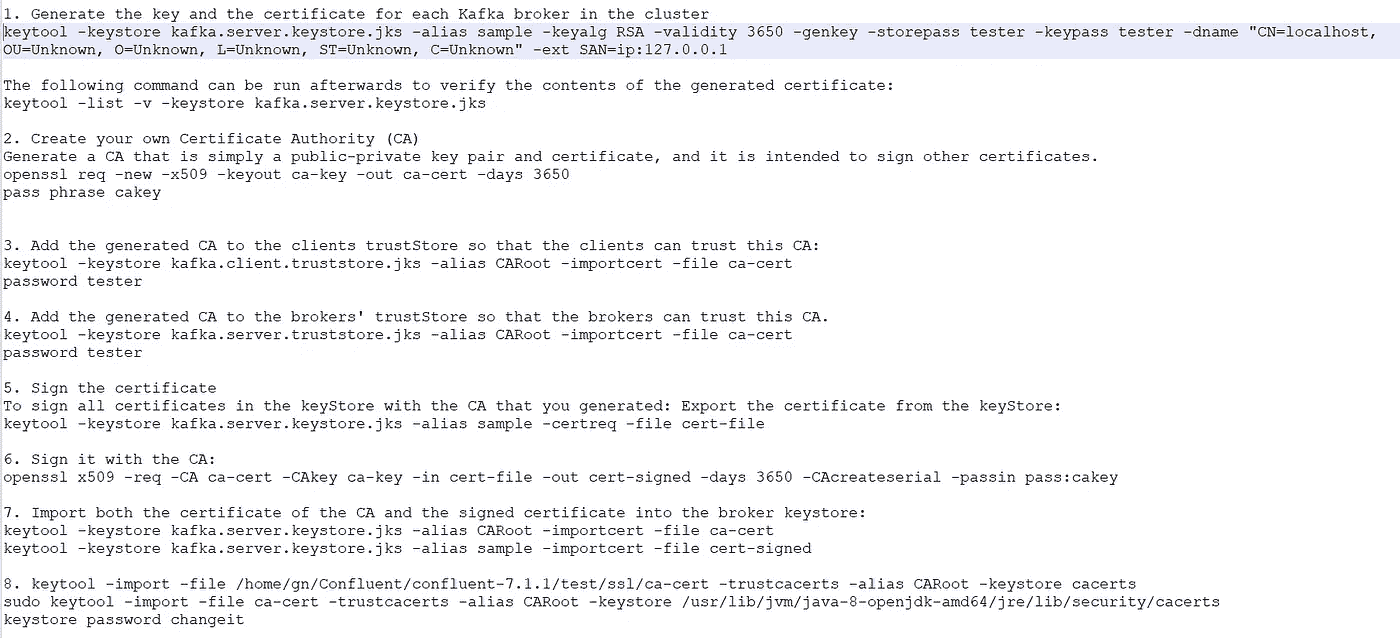 1. Generate the key and the certificate for each Kafka broker in the cluster
keytool -keystore kafka.server.keystore.jks -alias sample -keyalg RSA -validity 3650 -genkey -storepass tester -keypass tester -dname "CN=localhost,
OU=Unknown, O=Unknown, L=Unknown, ST=Unknown, C=Unknown" -ext SAN=ip:127.0.0.1
The following command can be run afterwards to verify the contents of the generated certificate:
keytool -list -v -keystore kafka.server.keystore.jks
2. Create your own Certificate Authority (CA)
Generate a CA that is simply a public-private key pair and certificate, and it is intended to sign other certificates.
openssl req -new -x509 -keyout ca-key -out ca-cert -days 3650
pass phrase cakey
3. Add the generated CA to the clients trustStore so that the clients can trust this CA:
keytool -keystore kafka.client.truststore.jks -alias CARoot -importcert -file ca-cert
password tester
4. Add the generated CA to the brokers' trustStore so that the brokers can trust this CA.
keytool -keystore kafka.server.truststore.jks -alias CARoot -importcert -file ca-cert
password tester
5. Sign the certificate
To sign all certificates in the keyStore with the CA that you generated: Export the certificate from the keyStore:
keytool -keystore kafka.server.keystore.jks -alias sample -certreq -file cert-file
6. Sign it with the CA:
openssl x509 -req -CA ca-cert -CAkey ca-key -in cert-file -out cert-signed -days 3650 -CAcreateserial -passin pass:cakey
7. Import both the certificate of the CA and the signed certificate into the broker keystore:
keytool -keystore kafka.server.keystore.jks -alias CARoot -importcert -file ca-cert
keytool -keystore kafka.server.keystore.jks -alias sample -importcert -file cert-signed
8. keytool -import -file /home/gn/Confluent/confluent-7.1.1/test/ssl/ca-cert -trustcacerts -alias CARoot -keystore cacerts
sudo keytool -import -file ca-cert -trustcacerts -alias CARoot -keystore /usr/lib/jvm/java-8-openjdk-amd64/jre/lib/security/cacerts
keystore password changeit